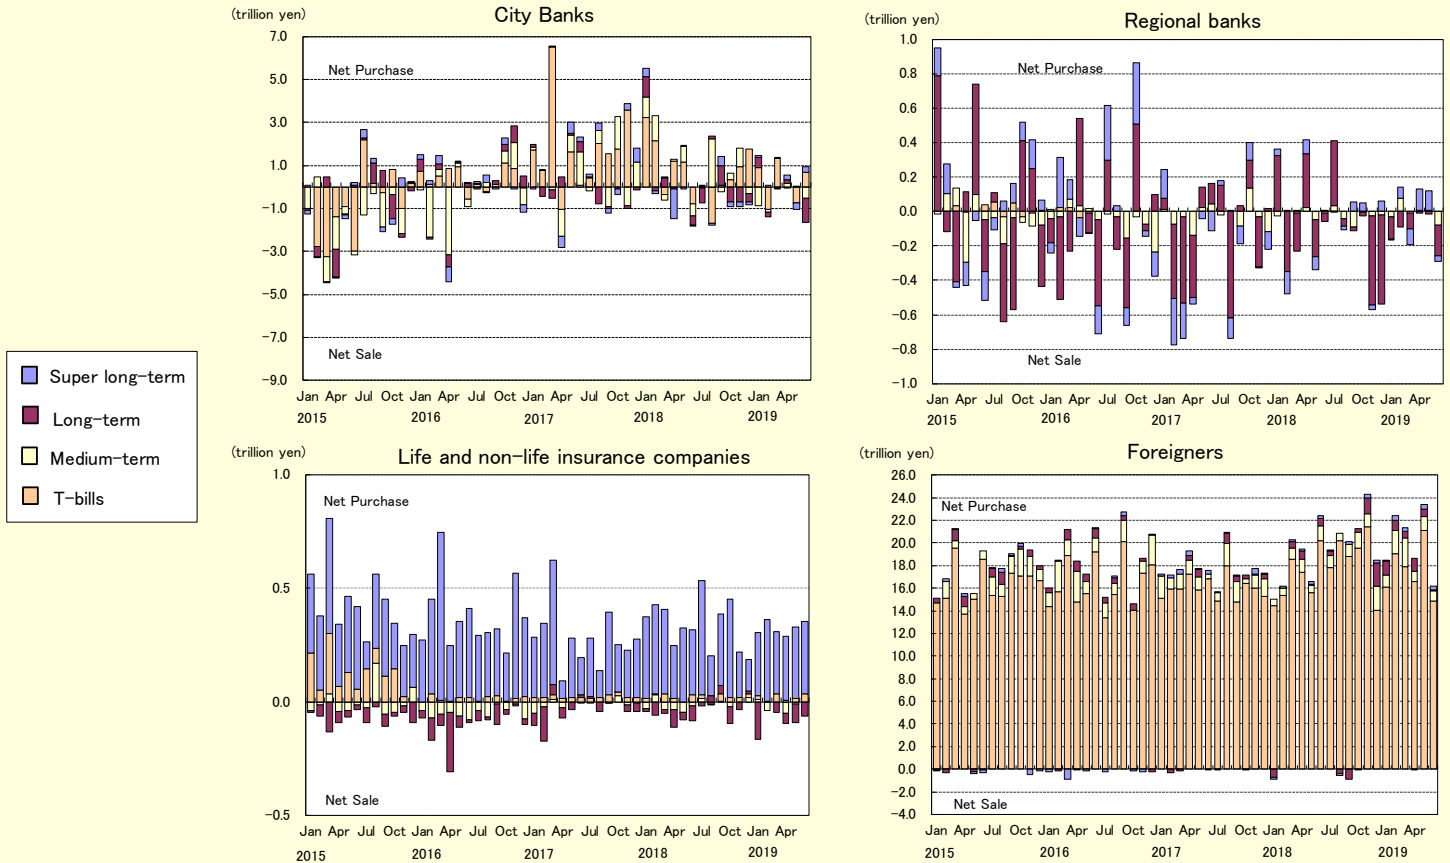 (trillion yen)
City Banks
7.0
5.0
3.0
1.0
−1.0
−3.0
−5.0
−7.0
−9.0
Net Purchase
Net Sale
Jan Apr Jul Oct Jan Apr Jul Oct Jan Apr Jul Oct Jan Apr Jul Oct Jan Apr
2015 2016 2017 2018 2019
(trillion yen)
Regional banks
1.0
0.8
0.6
0.4
0.2
0.0
−0.2
−0.4
−0.6
−0.8
−1.0
Net Purchase
Net Sale
Jan Apr Jul Oct Jan Apr Jul Oct Jan Apr Jul Oct Jan Apr Jul Oct Jan Apr
2015 2016 2017 2018 2019
Super long−term
Long−term
Medium−term
T−bills
(trillion yen)
Life and non−life insurance companies
1.0
0.5
0.0
−0.5
Net Purchase
Net Sale
Jan Apr Jul Oct Jan Apr Jul Oct Jan Apr Jul Oct Jan Apr Jul Oct Jan Apr
2015 2016 2017 2018 2019
(trillion yen)
Foreigners
26.0
24.0
22.0
20.0
18.0
16.0
14.0
12.0
10.0
8.0
6.0
4.0
2.0
0.0
−2.0
−4.0
Net Purchase
Net Sale
Jan Apr Jul Oct Jan Apr Jul Oct Jan Apr Jul Oct Jan Apr Jul Oct Jan Apr
2015 2016 2017 2018 2019